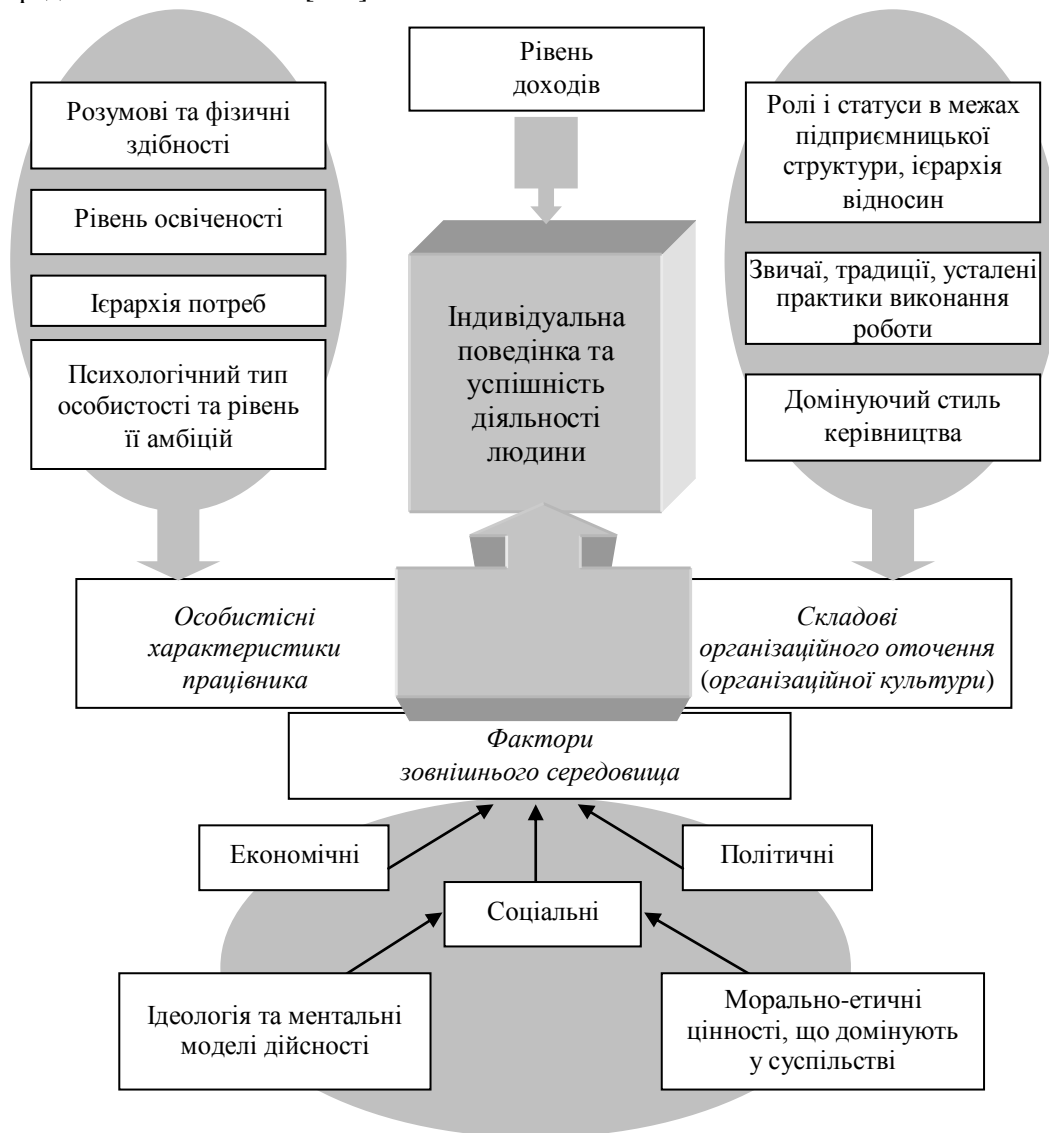 Рівень
доходів
Розумові та фізичні
здібності
Рівень освіченості
Ієрархія потреб
Психологічний тип
особистості та рівень
її амбіцій
Індивідуальна
поведінка та
успішність
діяльності
людини
Ролі і статуси в межах
підприємницької
структури, ієрархія
відносин
Звичаї, традиції, усталені
практики виконання
роботи
Домінуючий стиль
керівництва
Особистісні
характеристики
працівника
Складові
організаційного оточення
(організаційної культури)
Фактори
зовнішнього середовища
Економічні
Політичні
Соціальні
Ідеологія та ментальні
моделі дійсності
Морально-етичні
цінності, що домінують
у суспільстві